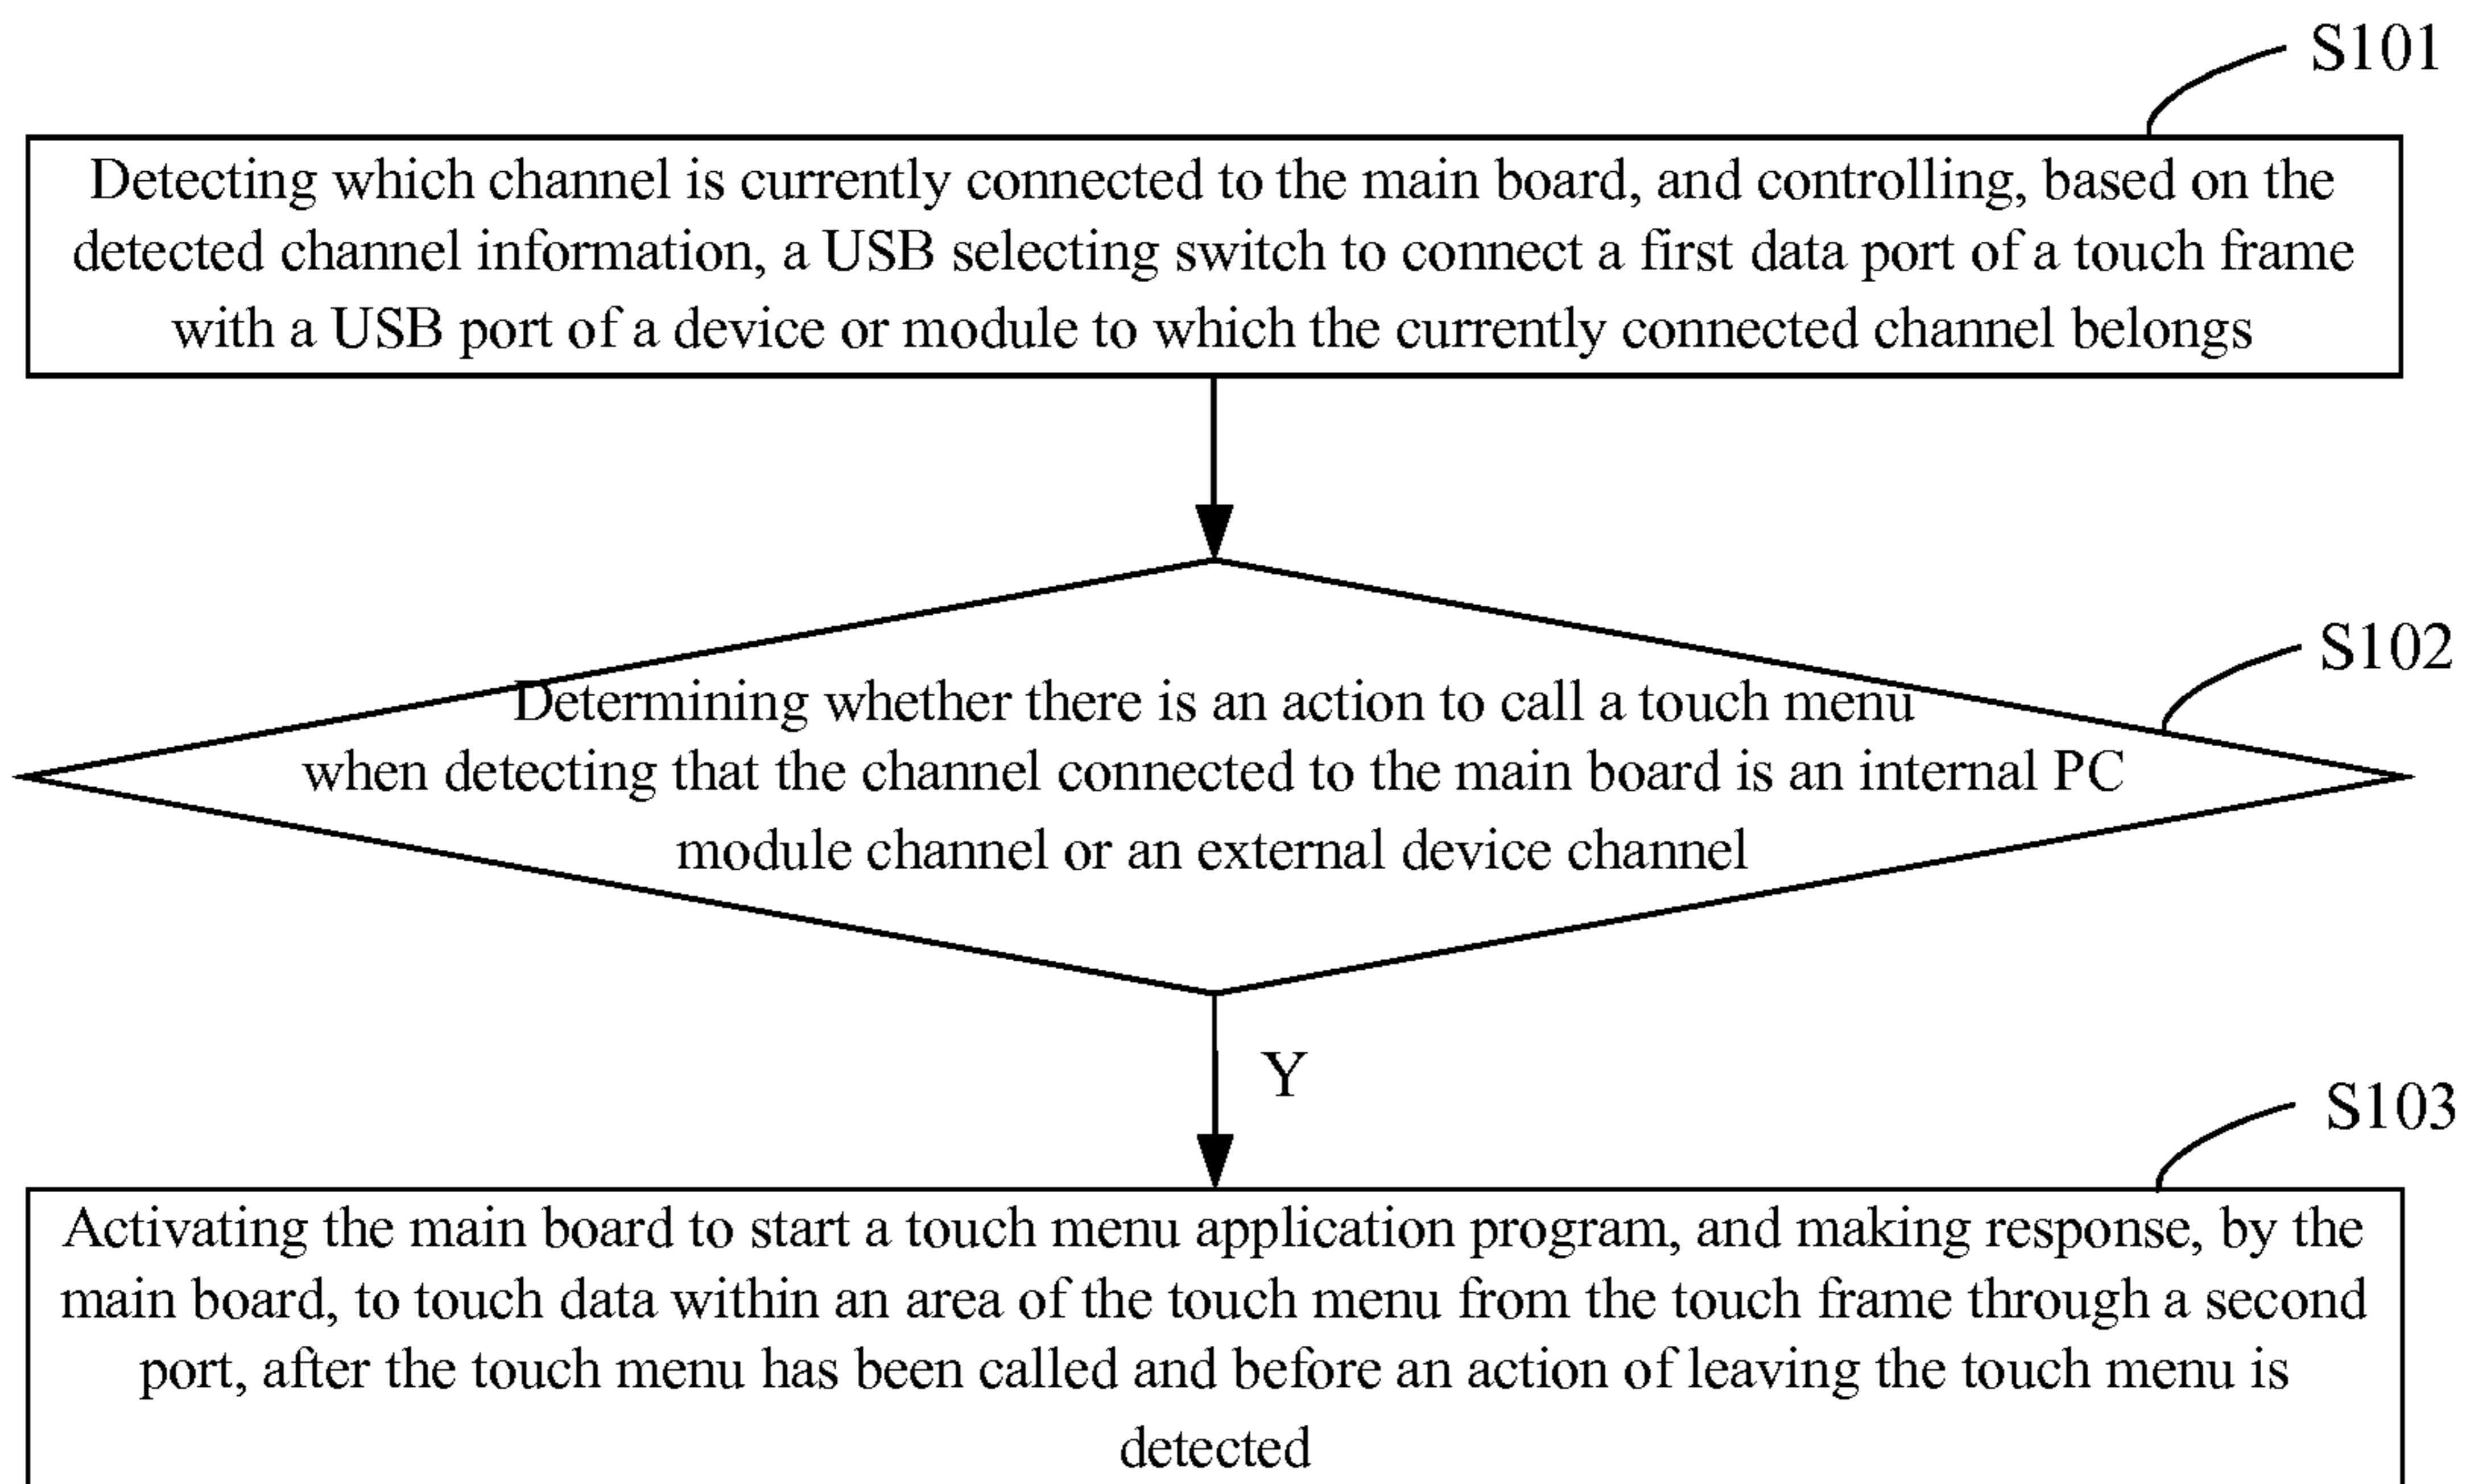 S101
Detecting which channel is currently connected to the main board, and controlling, based on the
detected channel information, a USB selecting switch to connect a first data port of a touch frame
with a USB port of a device or module to which the currently connected channel belongs
S102
Determining whether there is an action to call a touch menu
when detecting that the channel connected to the main board is an internal PC
module channel or an external device channel
Y
S103
Activating the main board to start a touch menu application program, and making response, by the
main board, to touch data within an area of the touch menu from the touch frame through a second
port, after the touch menu has been called and before an action of leaving the touch menu is
detected